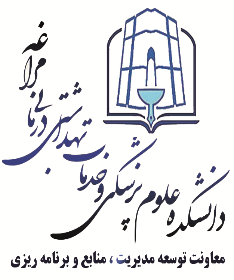 دانشکده علوم پزشکی و خدمات بهداشتی درمانی مراغه
معاونت توسعه مدیریت ، منابع و برنامه ریزی